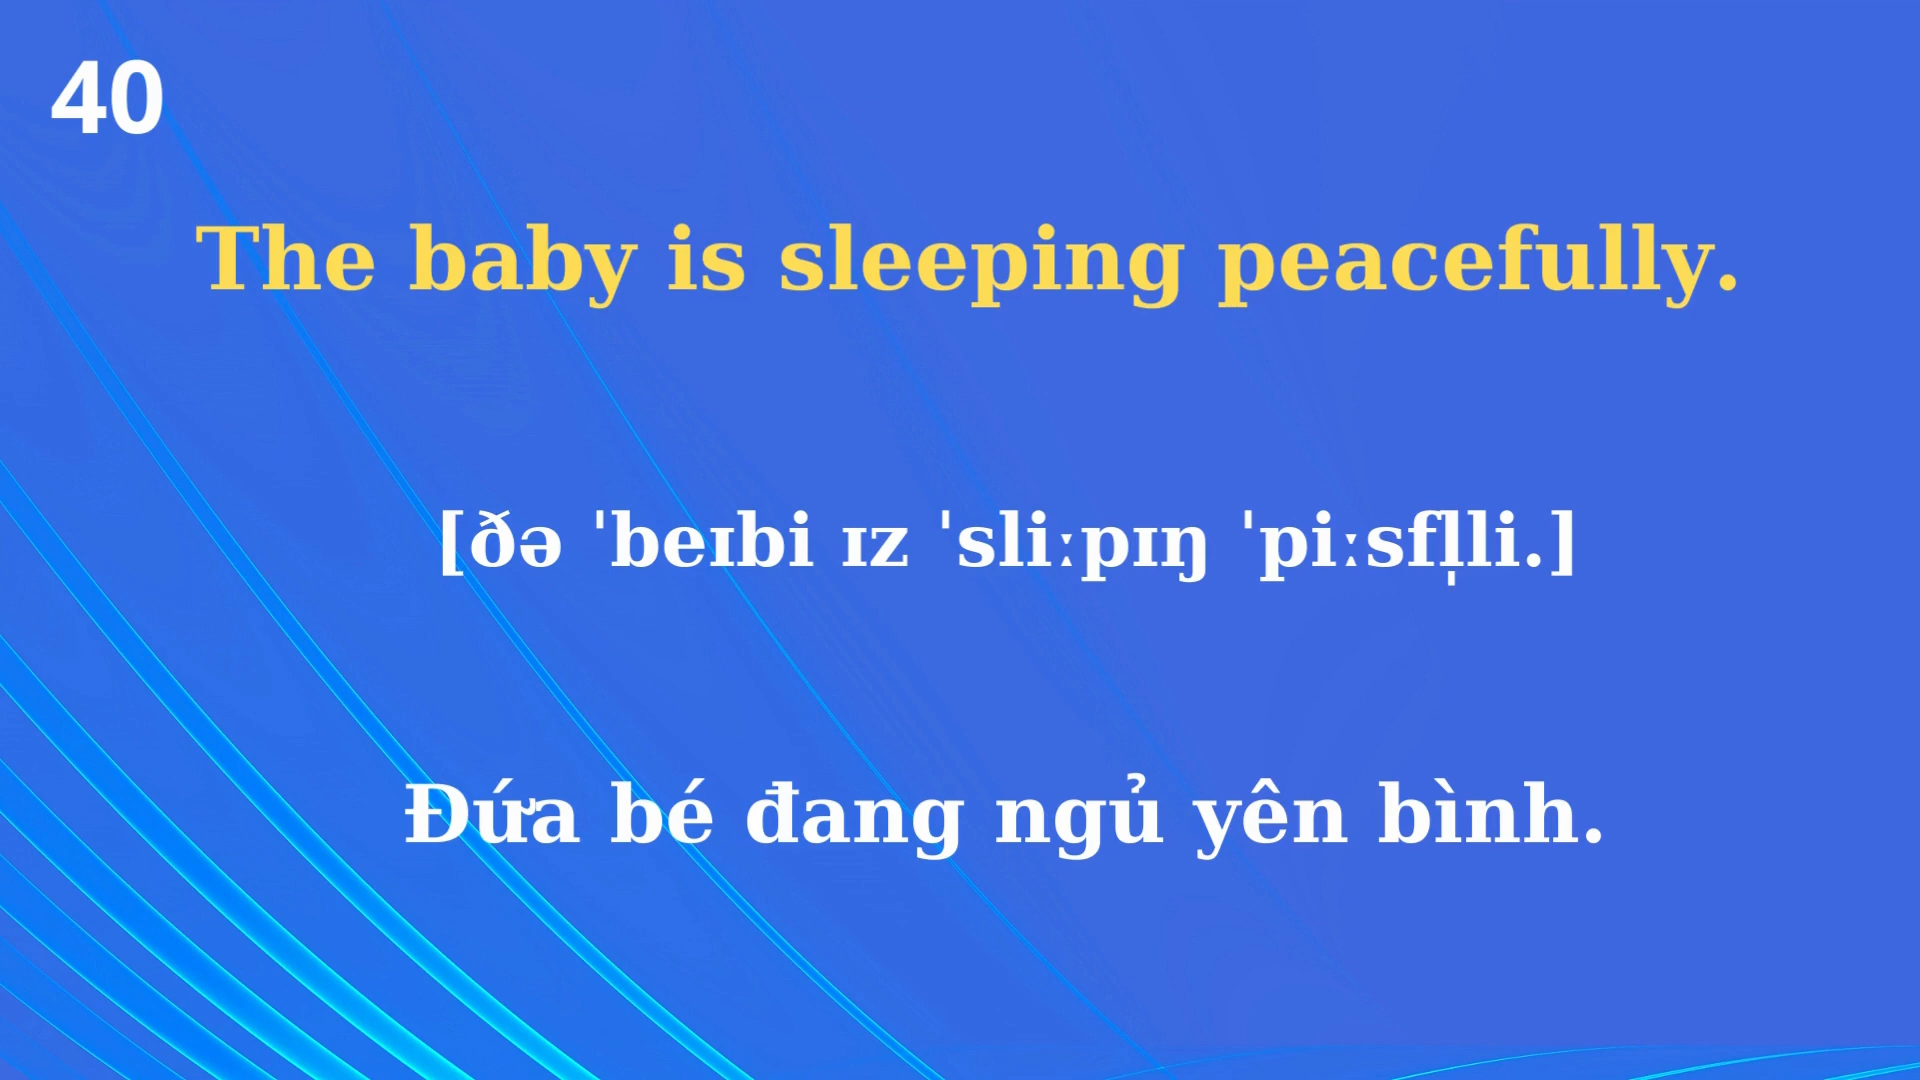 40
The baby is sleeping peacefully.
[ðə ˈbeɪbi ɪz ˈsliːpɪŋ ˈpiːsfl̩li.]
Đứa bé đang ngủ yên bình.